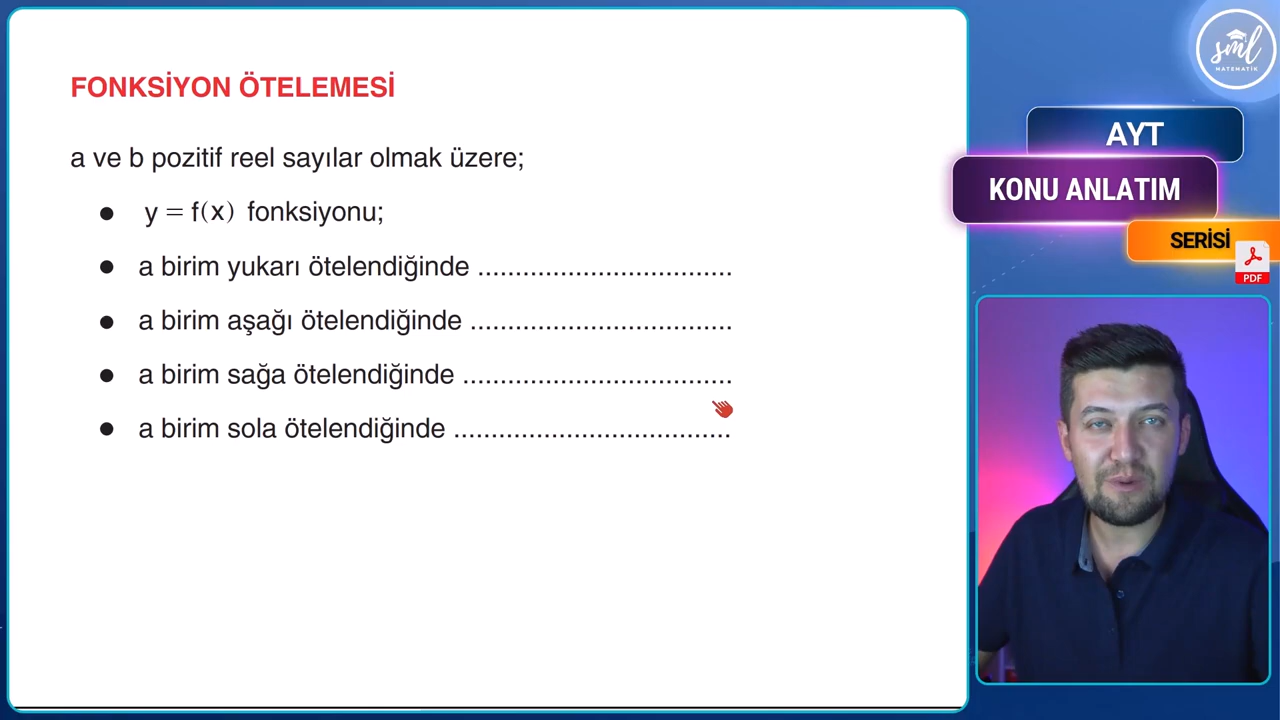 FONKSİYON ÖTELEMESİ
a ve b pozitif reel sayılar olmak üzere;
● y = f(x) fonksiyonu;
● a birim yukarı ötelendiğinde ..................................
● a birim aşağı ötelendiğinde ...................................
● a birim sağa ötelendiğinde ....................................
● a birim sola ötelendiğinde .....................................
sml
MATEMATİK
AYT
KONU ANLATIM
SERİSİ
PDF